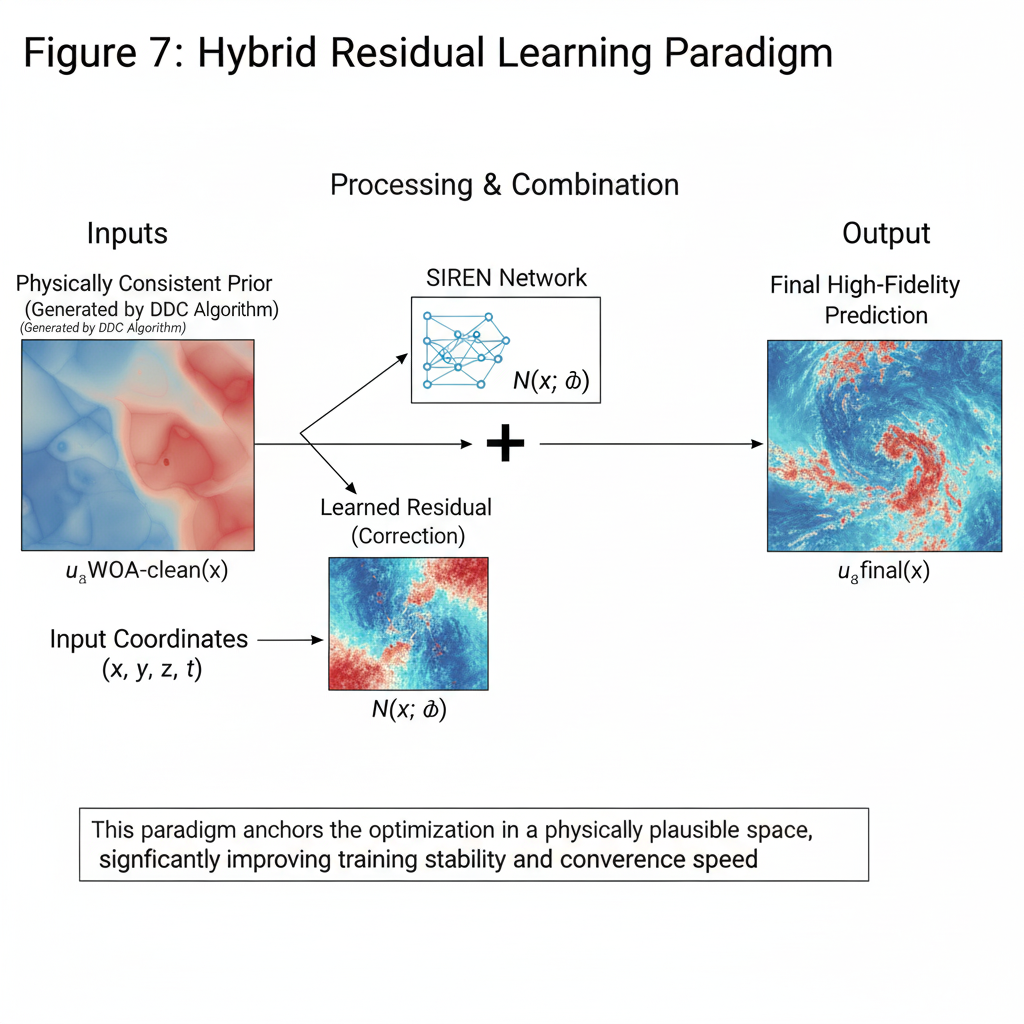 Figure 7: Hybrid Residual Learning Paradigm
Processing & Combination
Inputs
Output
Physically Consistent Prior
(Generated by DDC Algorithm)
(Generated by DDC Algorithm)
SIREN Network
N(x; )
Final High-Fidelity
Prediction
+
Learned Residual
(Correction)
uaWOA-clean(x)
uafinal(x)
Input Coordinates
(x, y, z, t)
N(x; )
This paradigm anchors the optimization in a physically plausible space,
signficantly improving training stability and converence speed